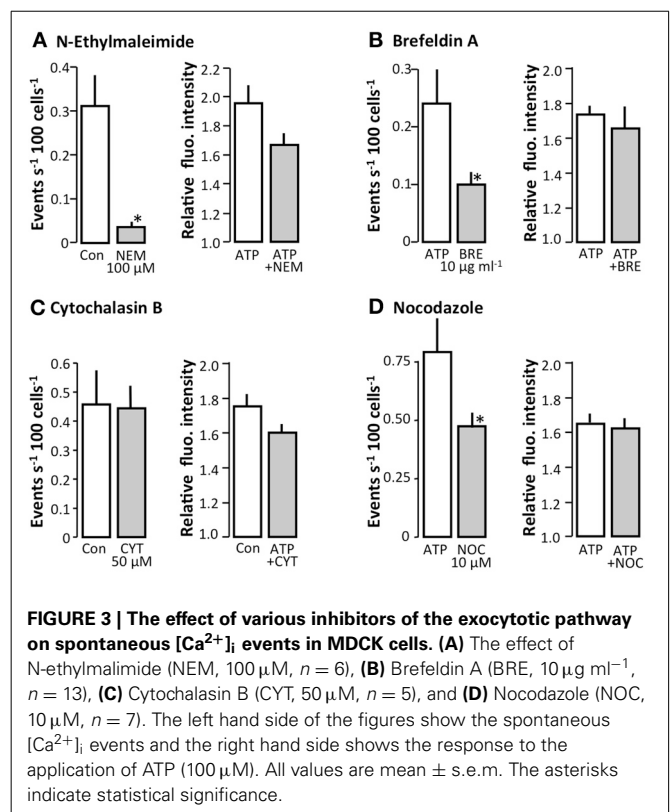 A N-Ethylmaleimide
Events s-1 100 cells-1
0.4
0.3
0.2
0.1
0
Con NEM
100 μM
*
Relative fluo. intensity
2.2
2.0
1.8
1.6
1.4
1.2
1.0
ATP ATP
+NEM
B Brefeldin A
Events s-1 100 cells-1
0.3
0.2
0.1
0
ATP BRE
10 μg ml-1
*
Relative fluo. intensity
2.0
1.8
1.6
1.4
1.2
1.0
ATP ATP
+BRE
C Cytochalasin B
Events s-1 100 cells-1
0.6
0.5
0.4
0.3
0.2
0.1
0
Con CYT
50 μM
Relative fluo. intensity
2.0
1.8
1.6
1.4
1.2
1.0
Con ATP
+CYT
D Nocodazole
Events s-1 100 cells-1
0.75
0.50
0.25
0
ATP NOC
10 μM
*
Relative fluo. intensity
2.0
1.8
1.6
1.4
1.2
1.0
ATP ATP
+NOC
FIGURE 3 | The effect of various inhibitors of the exocytotic pathway
on spontaneous [Ca2+]i events in MDCK cells. (A) The effect of
N-ethylmalimide (NEM, 100 μM, n = 6), (B) Brefeldin A (BRE, 10 μg ml−1,
n = 13), (C) Cytochalasin B (CYT, 50 μM, n = 5), and (D) Nocodazole (NOC,
10 μM, n = 7). The left hand side of the figures show the spontaneous
[Ca2+]i events and the right hand side shows the response to the
application of ATP (100 μM). All values are mean ± s.e.m. The asterisks
indicate statistical significance.